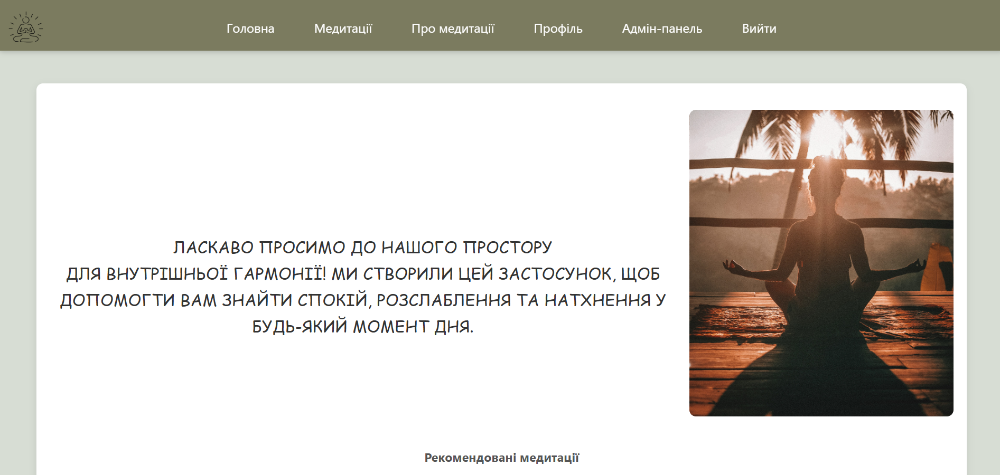 Головна
Медитації
Про медитації
Профіль
Адмін-панель
Вийти
ЛАСКАВО ПРОСИМО ДО НАШОГО ПРОСТОРУ
ДЛЯ ВНУТРІШНЬОЇ ГАРМОНІЇ! МИ СТВОРИЛИ ЦЕЙ ЗАСТОСУНОК, ЩОБ
ДОПОМОГТИ ВАМ ЗНАЙТИ СПОКІЙ, РОЗСЛАБЛЕННЯ ТА НАТХНЕННЯ У
БУДЬ-ЯКИЙ МОМЕНТ ДНЯ.
Рекомендовані медитації